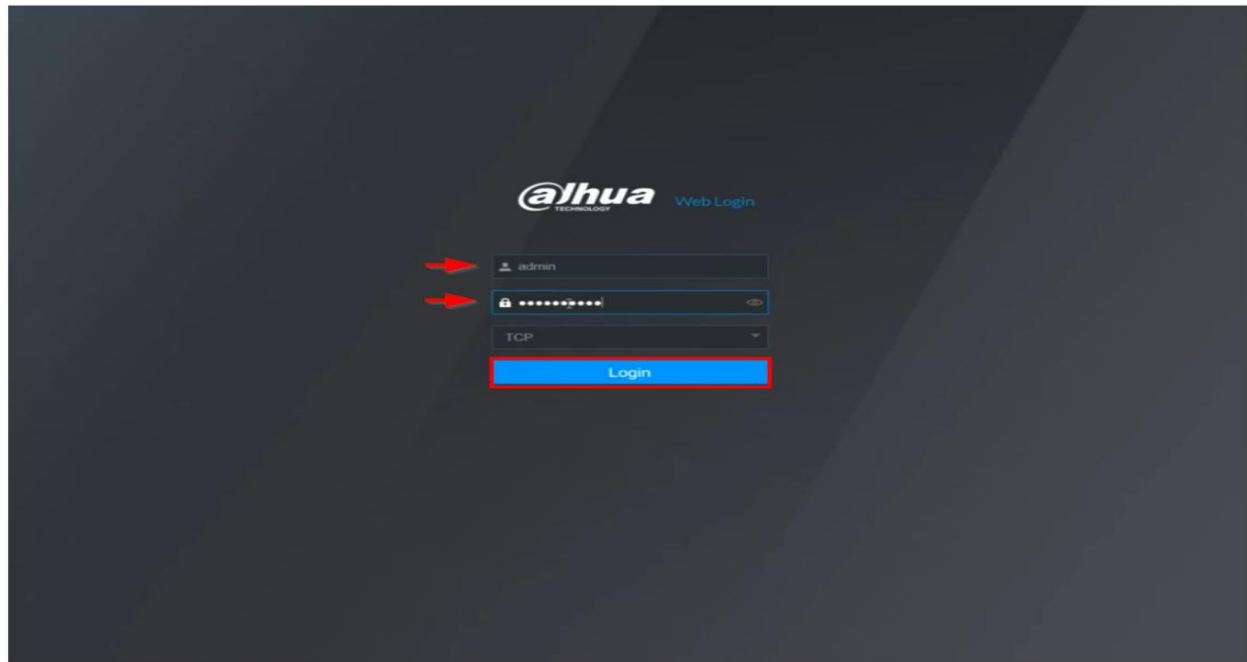 alhua Web Login
TECHNOLOGY
admin
••••••••••
TCP
Login